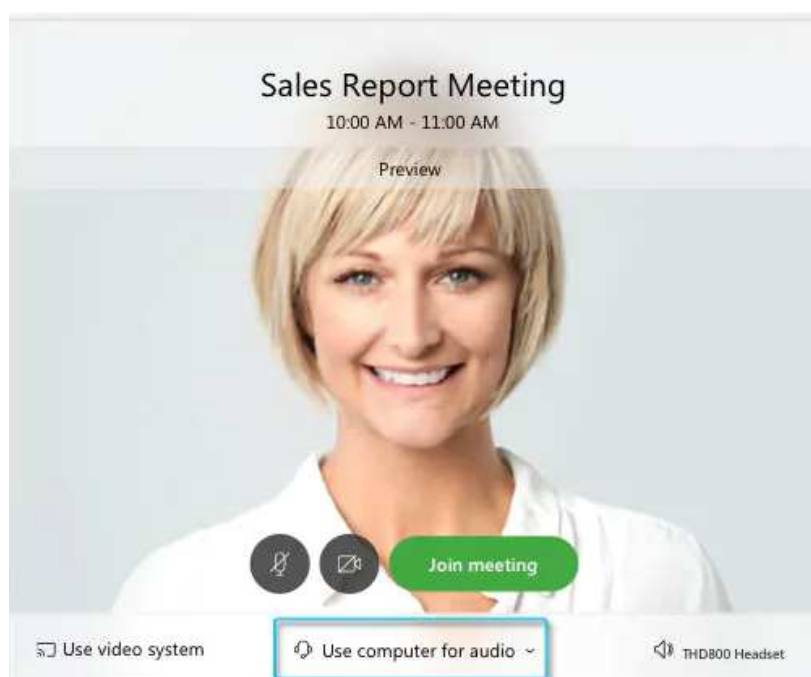 Sales Report Meeting
10:00 AM - 11:00 AM
Preview
Join meeting
Use video system
Use computer for audio
THD800 Headset